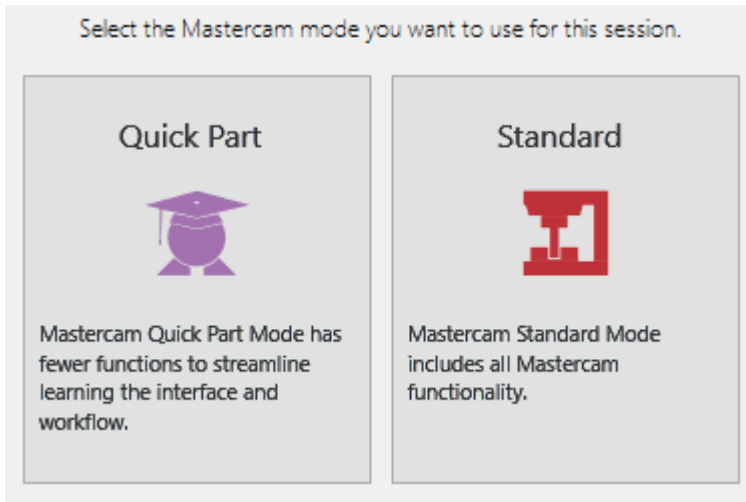 Select the Mastercam mode you want to use for this session.
Quick Part
Mastercam Quick Part Mode has
fewer functions to streamline
learning the interface and
workflow.
Standard
Mastercam Standard Mode
includes all Mastercam
functionality.